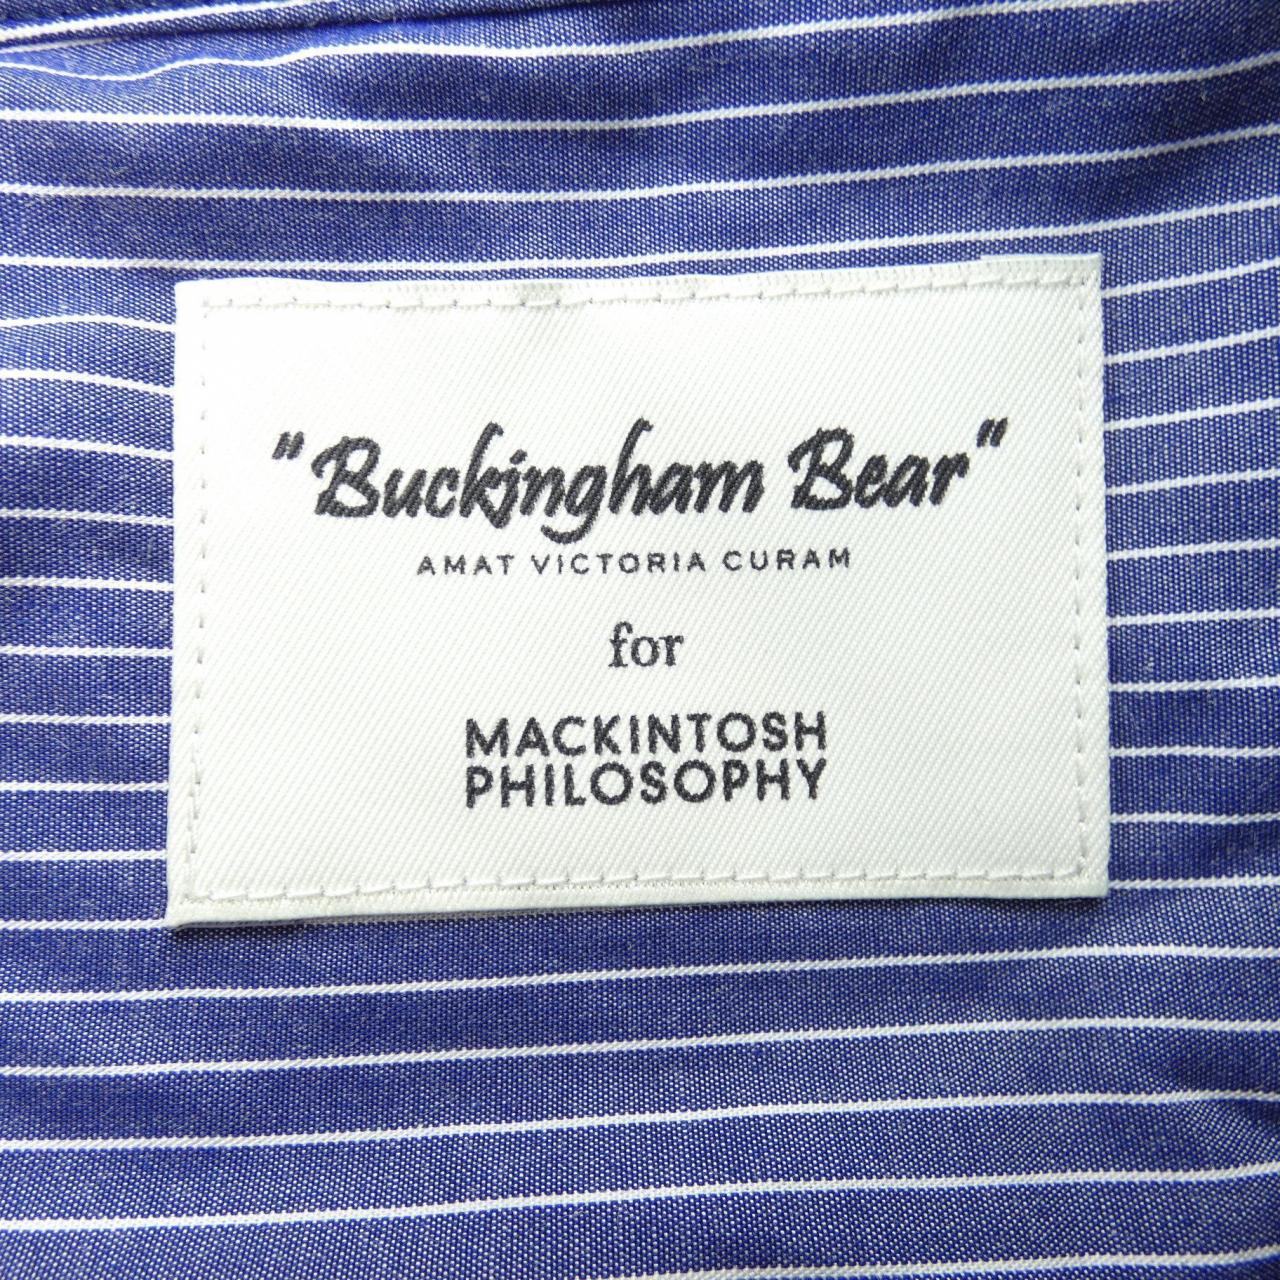 "Buckingham Bear"
AMAT VICTORIA CURAM
for
MACKINTOSH
PHILOSOPHY